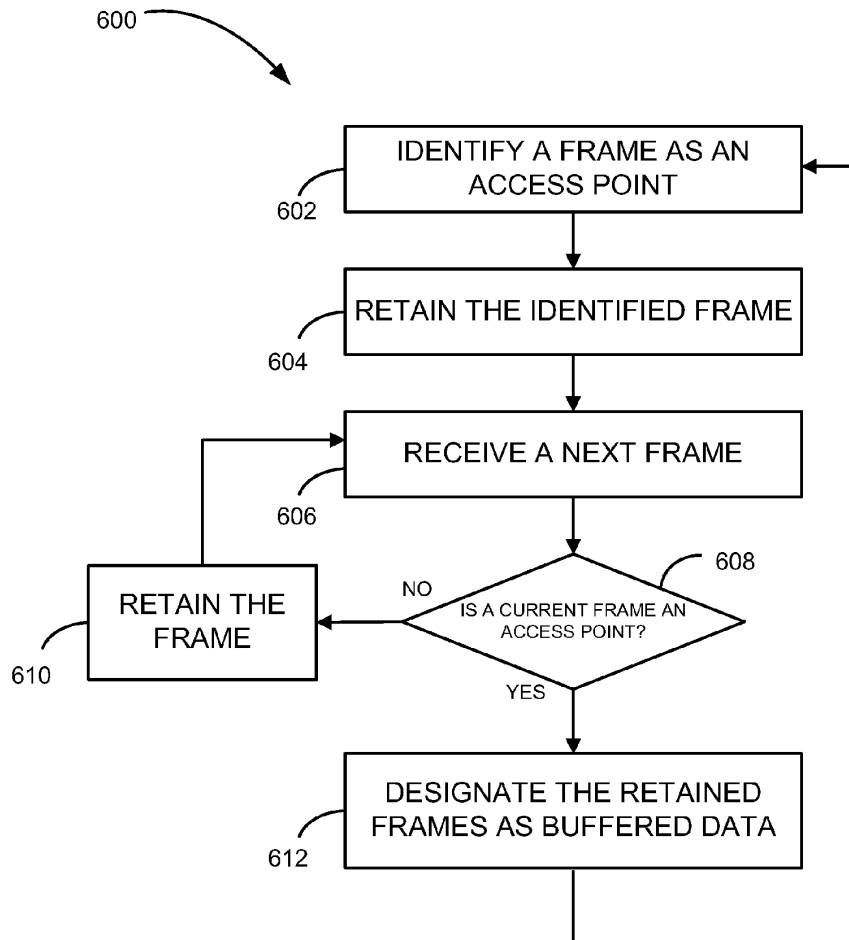 600
IDENTIFY A FRAME AS AN
ACCESS POINT
602
RETAIN THE IDENTIFIED FRAME
604
RECEIVE A NEXT FRAME
606
608
NO
IS A CURRENT FRAME AN
ACCESS POINT?
RETAIN THE
FRAME
610
YES
DESIGNATE THE RETAINED
FRAMES AS BUFFERED DATA
612